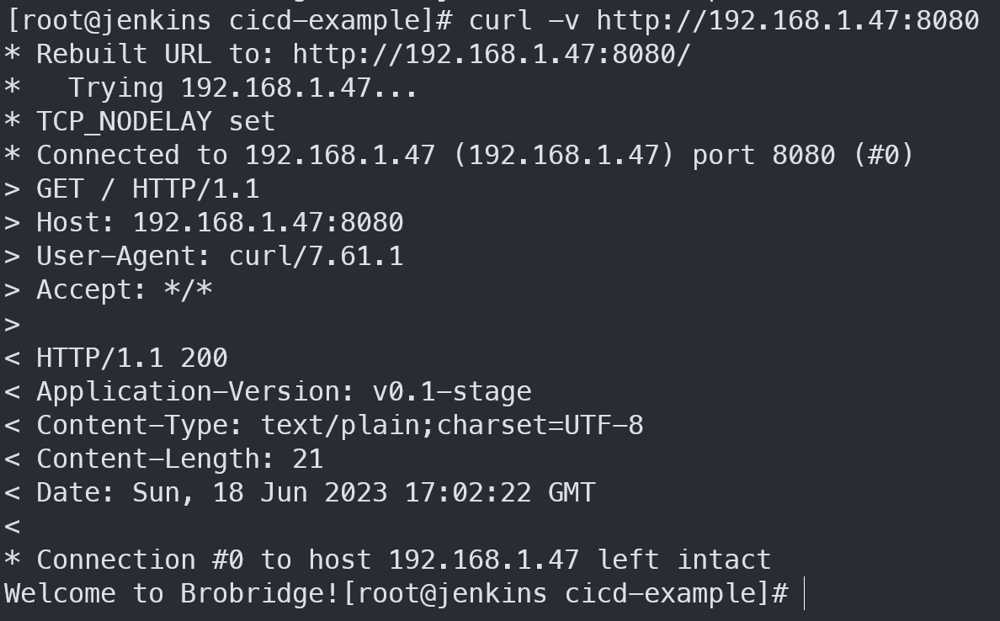 [root@jenkins cicd-example]# curl -v http://192.168.1.47:8080
* Rebuilt URL to: http://192.168.1.47:8080/
*   Trying 192.168.1.47...
* TCP_NODELAY set
* Connected to 192.168.1.47 (192.168.1.47) port 8080 (#0)
> GET / HTTP/1.1
> Host: 192.168.1.47:8080
> User-Agent: curl/7.61.1
> Accept: */*
>
< HTTP/1.1 200
< Application-Version: v0.1-stage
< Content-Type: text/plain;charset=UTF-8
< Content-Length: 21
< Date: Sun, 18 Jun 2023 17:02:22 GMT
<
* Connection #0 to host 192.168.1.47 left intact
Welcome to Brobridge![root@jenkins cicd-example]#